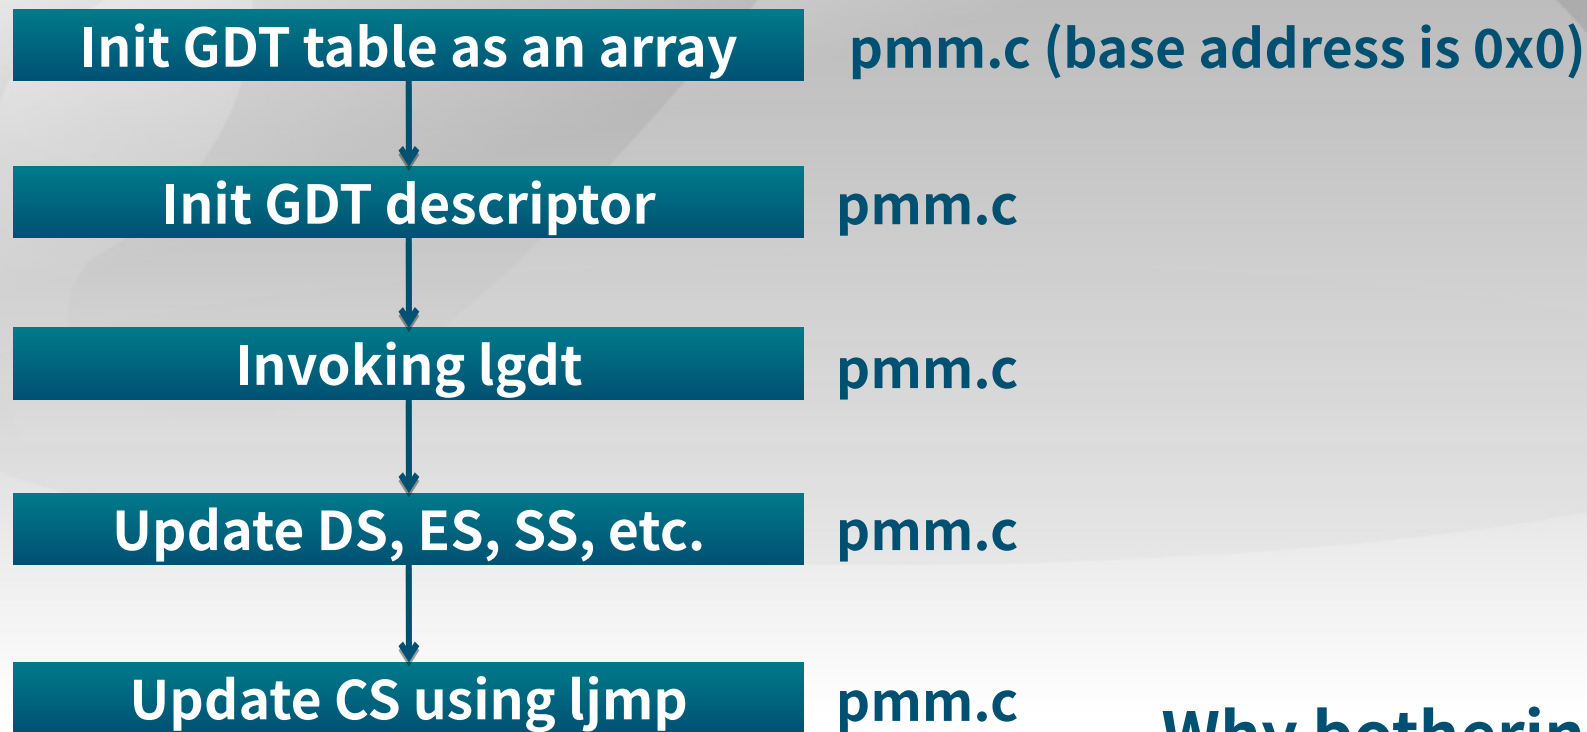 Init GDT table as an array pmm.c (base address is 0x0)
Init GDT descriptor pmm.c
Invoking lgdt pmm.c
Update DS, ES, SS, etc. pmm.c
Update CS using ljmp pmm.c
Why